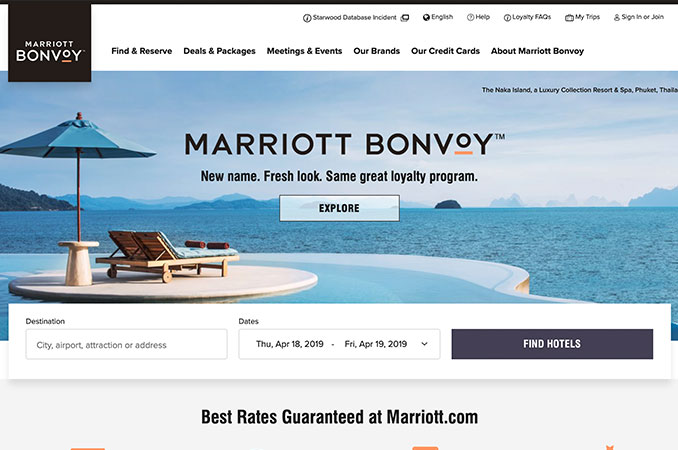 Starwood Database Incident English Help Loyalty FAQs My Trips Sign In or Join
MARRIOTT
BONVOY
Find & Reserve Deals & Packages Meetings & Events Our Brands Our Credit Cards About Marriott Bonvoy
The Naka Island, a Luxury Collection Resort & Spa, Phuket, Thaila
MARRIOTT BONVOY™
New name. Fresh look. Same great loyalty program.
EXPLORE
Destination Dates
City, airport, attraction or address Thu, Apr 18, 2019 - Fri, Apr 19, 2019 FIND HOTELS
Best Rates Guaranteed at Marriott.com